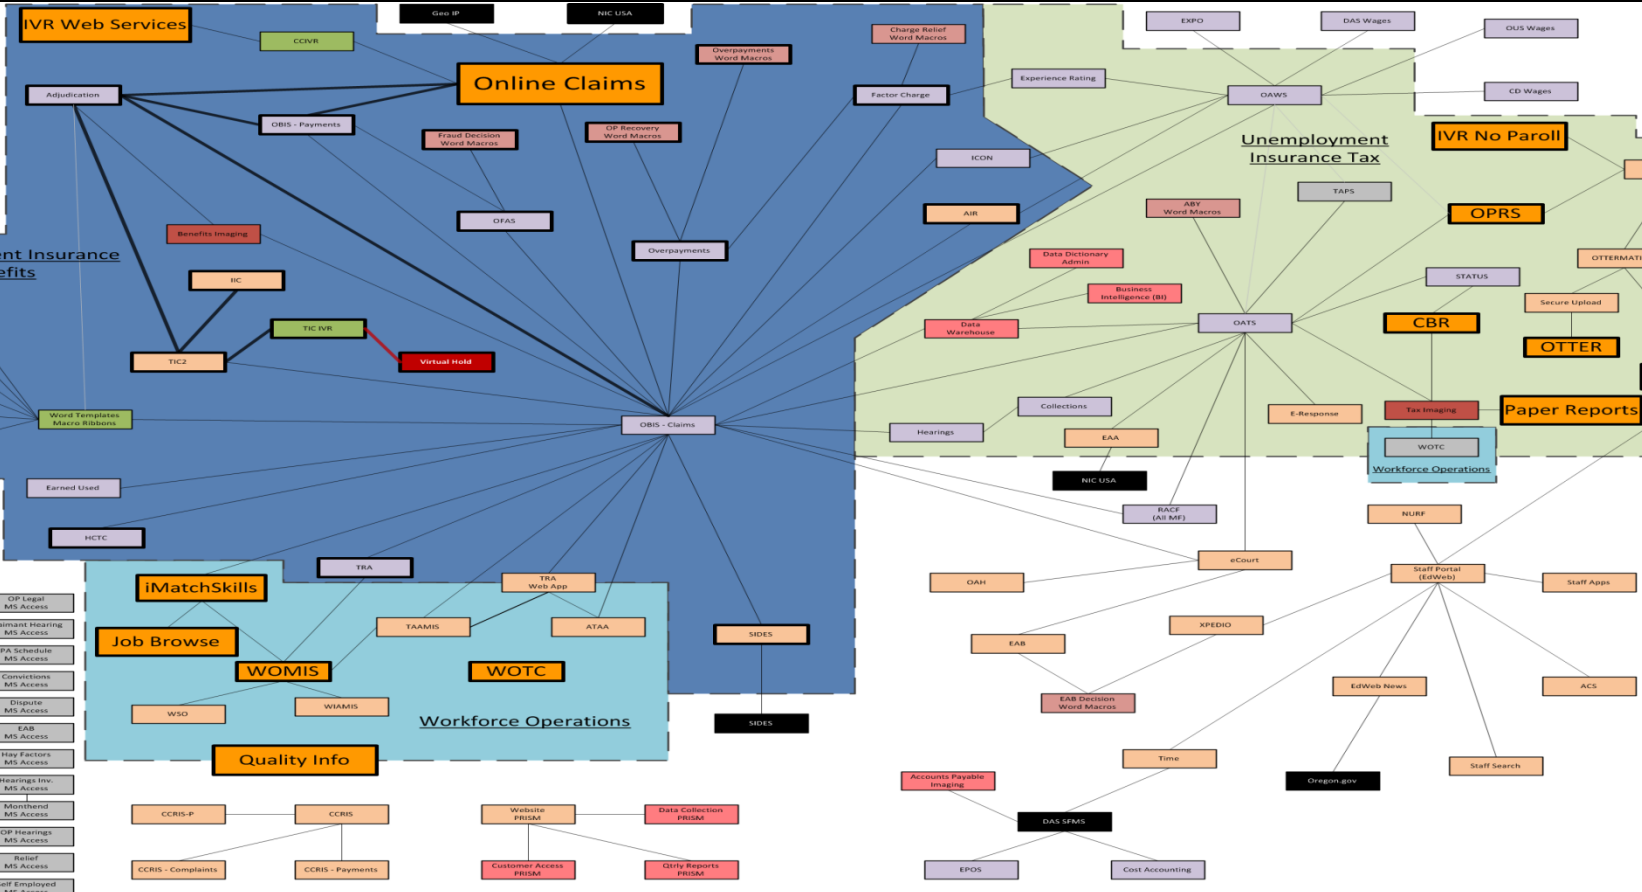 Geo IP
NIC USA
IVR Web Services
CCIVR
Charge Relief
Word Macros
Overpayments
Word Macros
EXPO
DAS Wages
OUS Wages
Online Claims
Adjudication
Factor Charge
Experience Rating
OAWS
CD Wages
OBIS - Payments
Fraud Decision
Word Macros
OP Recovery
Word Macros
IVR No Paroll
Unemployment
Insurance Tax
ICON
TAPS
ABY
Word Macros
AIR
OPRS
OFAS
Benefits Imaging
Overpayments
ent Insurance
efits
Data Dictionary
Admin
OTTERMATI
STATUS
IIC
Business
Intelligence (BI)
Secure Upload
TIC IVR
Data
Warehouse
OATS
CBR
OTTER
TIC2
Virtual Hold
Word Templates
Macro Ribbons
OBIS - Claims
Collections
E-Response
Tax Imaging
Paper Reports
Hearings
EAA
WOTC
Workforce Operations
NIC USA
Earned Used
RACF
(All MF)
NURF
HCTC
TRA
eCourt
Staff Portal
(EdWeb)
Staff Apps
OAH
iMatchSkills
TRA
Web App
OP Legal
MS Access
aimant Hearing
MS Access
PA Schedule
MS Access
Convictions
MS Access
Dispute
MS Access
EAB
MS Access
Hay Factors
MS Access
Hearings Inv.
MS Access
Monthend
MS Access
OP Hearings
MS Access
Relief
MS Access
Self Employed
MS Access
Job Browse
TAAMIS
ATAA
SIDES
XPEDIO
EAB
WOMIS
WOTC
EdWeb News
ACS
WSO
WIAMIS
Workforce Operations
SIDES
EAB Decision
Word Macros
Quality Info
Time
Staff Search
Accounts Payable
Imaging
Oregon.gov
CCRIS-P
CCRIS
Website
PRISM
Data Collection
PRISM
DAS SFMS
CCRIS - Complaints
CCRIS - Payments
Customer Access
PRISM
Qtrly Reports
PRISM
EPOS
Cost Accounting